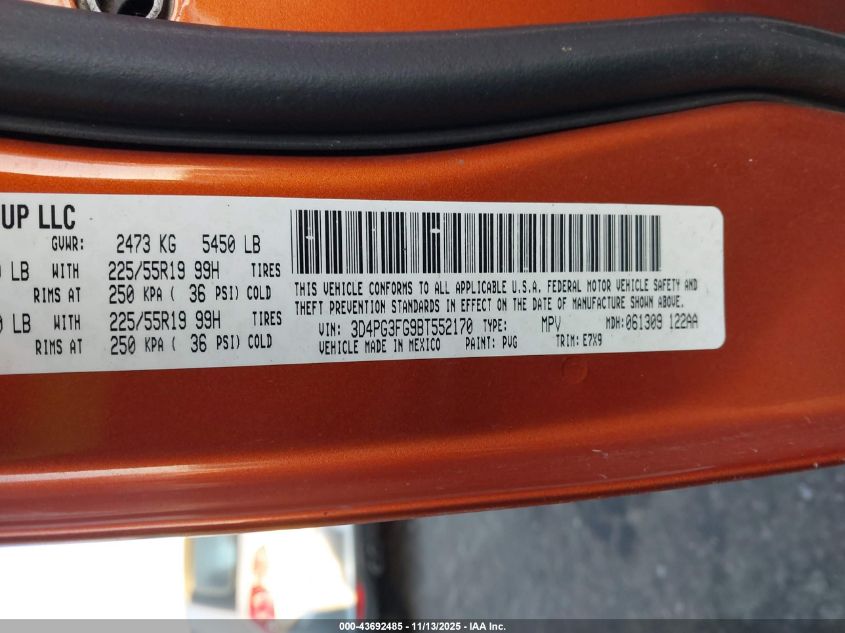 UP LLC
GVWR: 2473 KG 5450 LB
LB WITH 225/55R19 99H TIRES
RIMS AT 250 KPA ( 36 PSI) COLD
LB WITH 225/55R19 99H TIRES
RIMS AT 250 KPA ( 36 PSI) COLD
THIS VEHICLE CONFORMS TO ALL APPLICABLE U.S.A. FEDERAL MOTOR VEHICLE SAFETY AND
THEFT PREVENTION STANDARDS IN EFFECT ON THE DATE OF MANUFACTURE SHOWN ABOVE.
VIN: 3D4PG3FG9BT552170 TYPE: MPV MDH: 061309 122AA
VEHICLE MADE IN MEXICO PAINT: PVG TRIM: E7X9
000-43692485 - 11/13/2025 - IAA Inc.